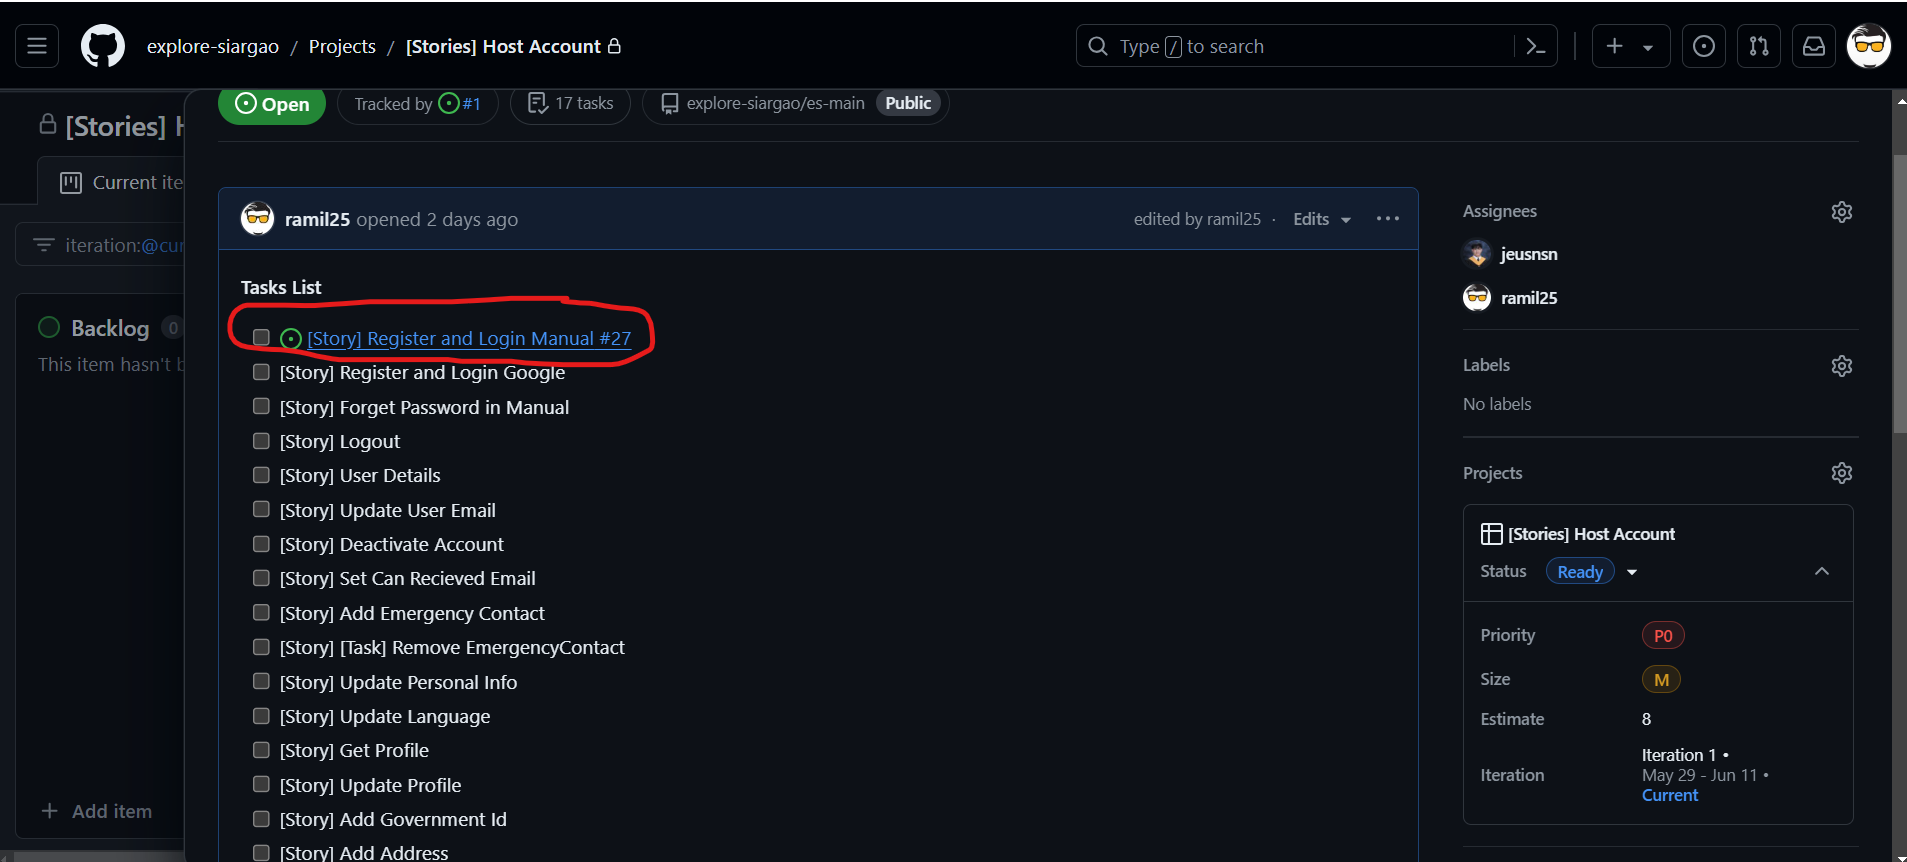 explore-siargao / Projects / [Stories] Host Account
Type / to search
[Stories] H
Open
Tracked by #1
17 tasks
explore-siargao/es-main Public
Current ite
iteration:@cur
Backlog 0
This item hasn't b
Add item
ramil25 opened 2 days ago
edited by ramil25 · Edits
Tasks List
[Story] Register and Login Manual #27
[Story] Register and Login Google
[Story] Forget Password in Manual
[Story] Logout
[Story] User Details
[Story] Update User Email
[Story] Deactivate Account
[Story] Set Can Recieved Email
[Story] Add Emergency Contact
[Story] [Task] Remove EmergencyContact
[Story] Update Personal Info
[Story] Update Language
[Story] Get Profile
[Story] Update Profile
[Story] Add Government Id
[Story] Add Address
Assignees
jeusnsn
ramil25
Labels
No labels
Projects
[Stories] Host Account
Status Ready
Priority P0
Size M
Estimate 8
Iteration
Iteration 1 •
May 29 - Jun 11 •
Current